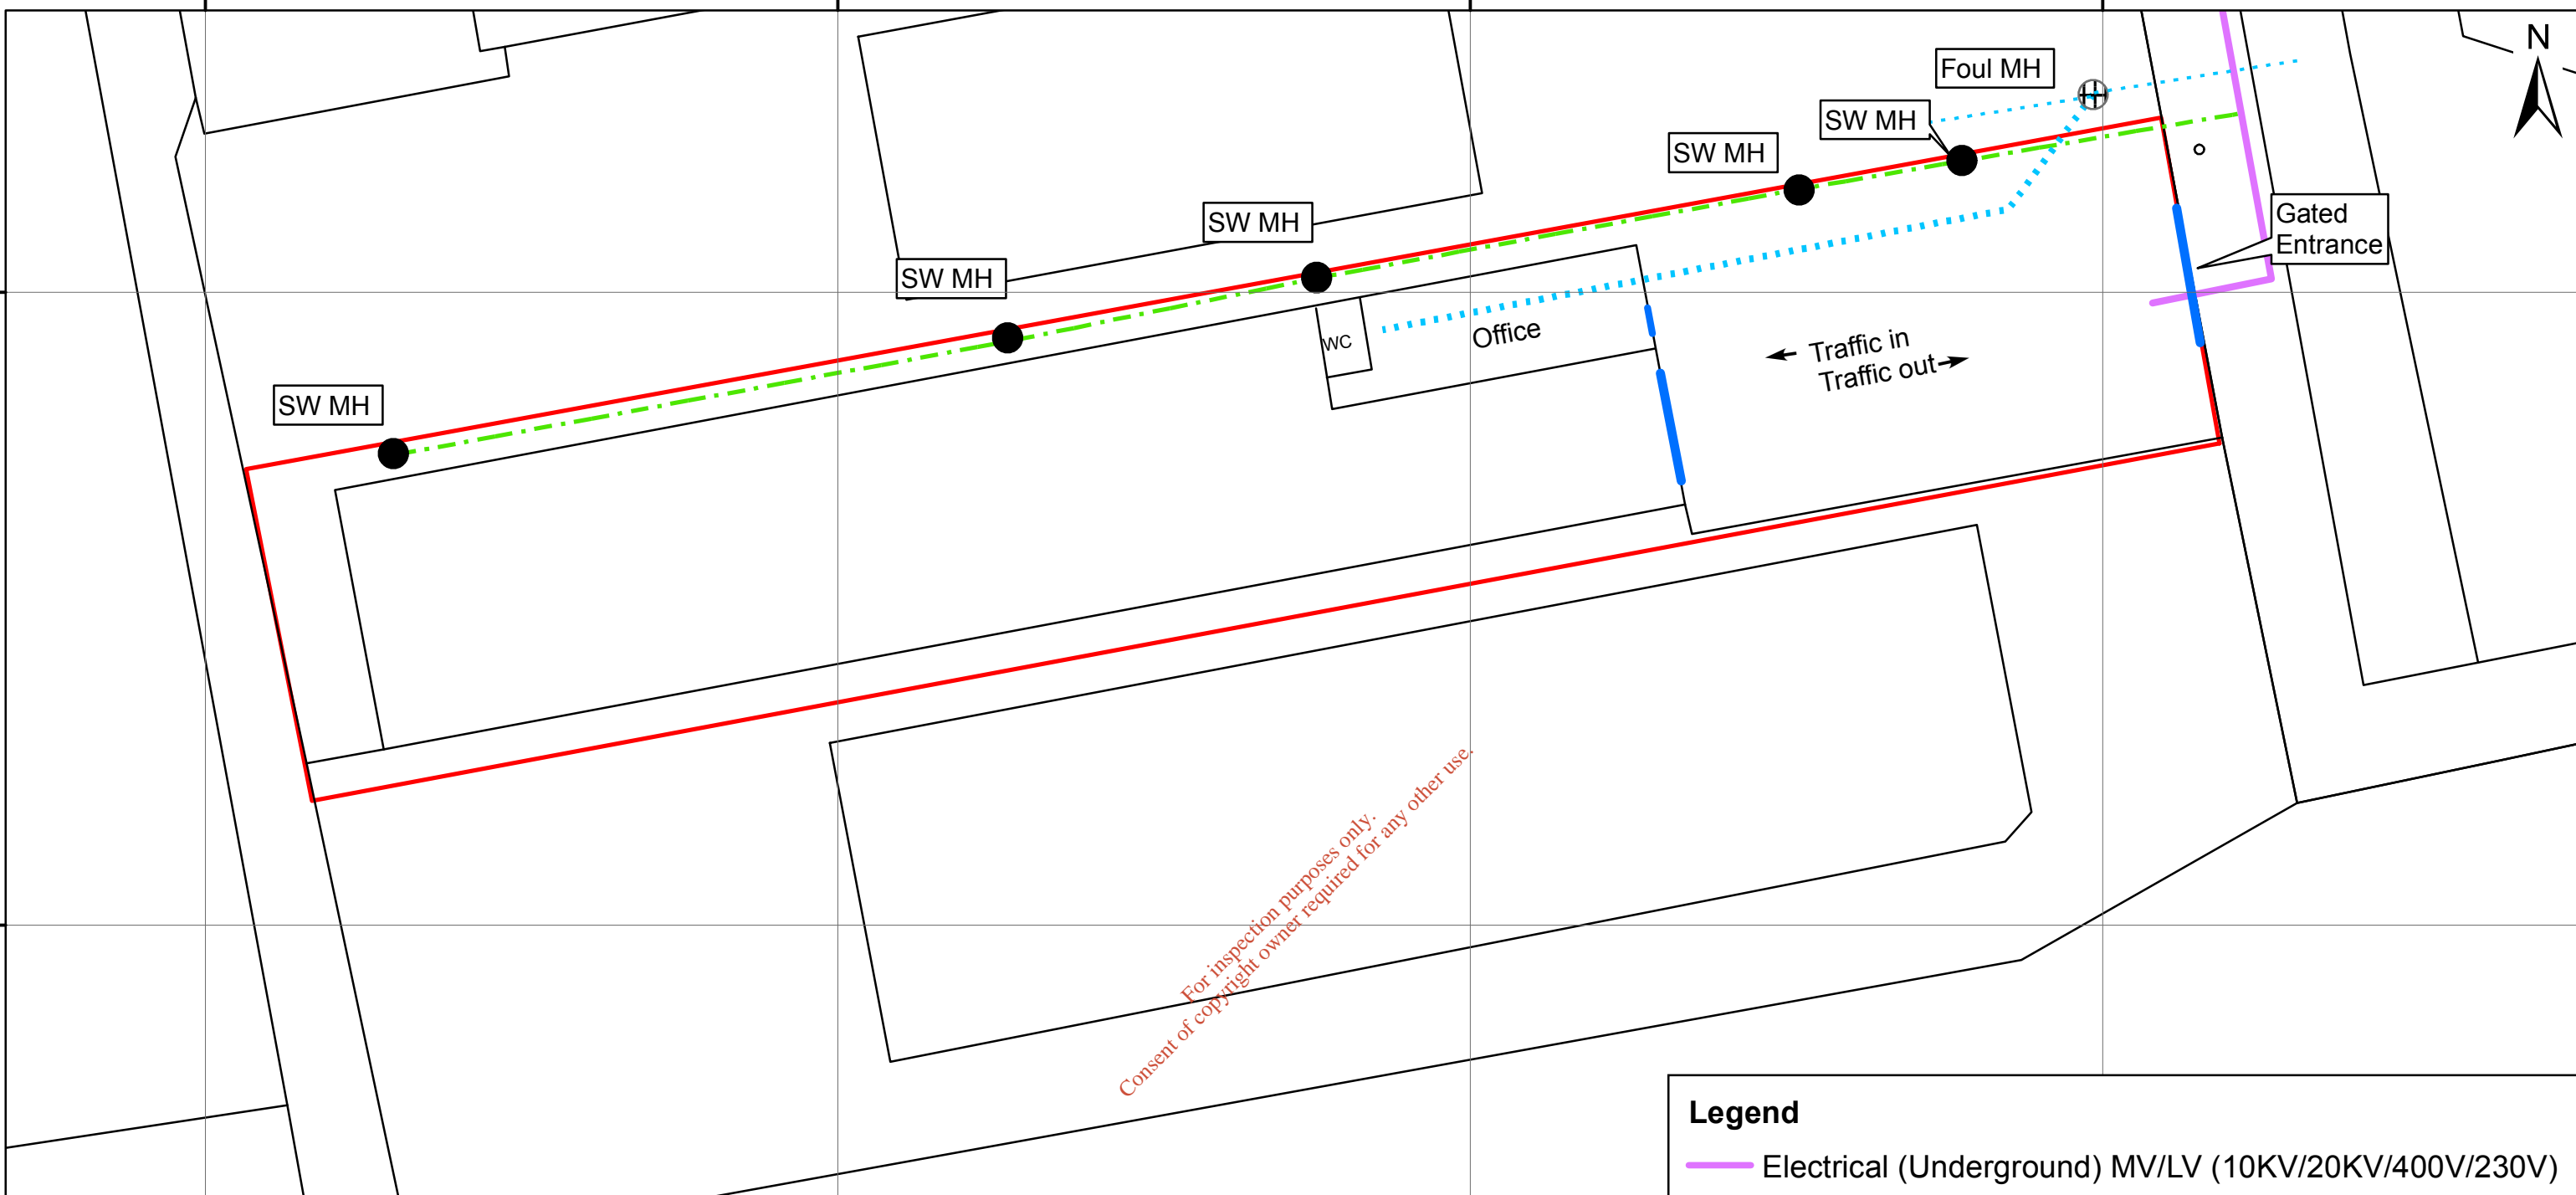 N
Foul MH
SW MH
SW MH
SW MH
SW MH
SW MH
Gated
Entrance
WC
Office
Traffic in
Traffic out
For inspection purposes only.
Consent of copyright owner required for any other use.
Legend
Electrical (Underground) MV/LV (10KV/20KV/400V/230V)